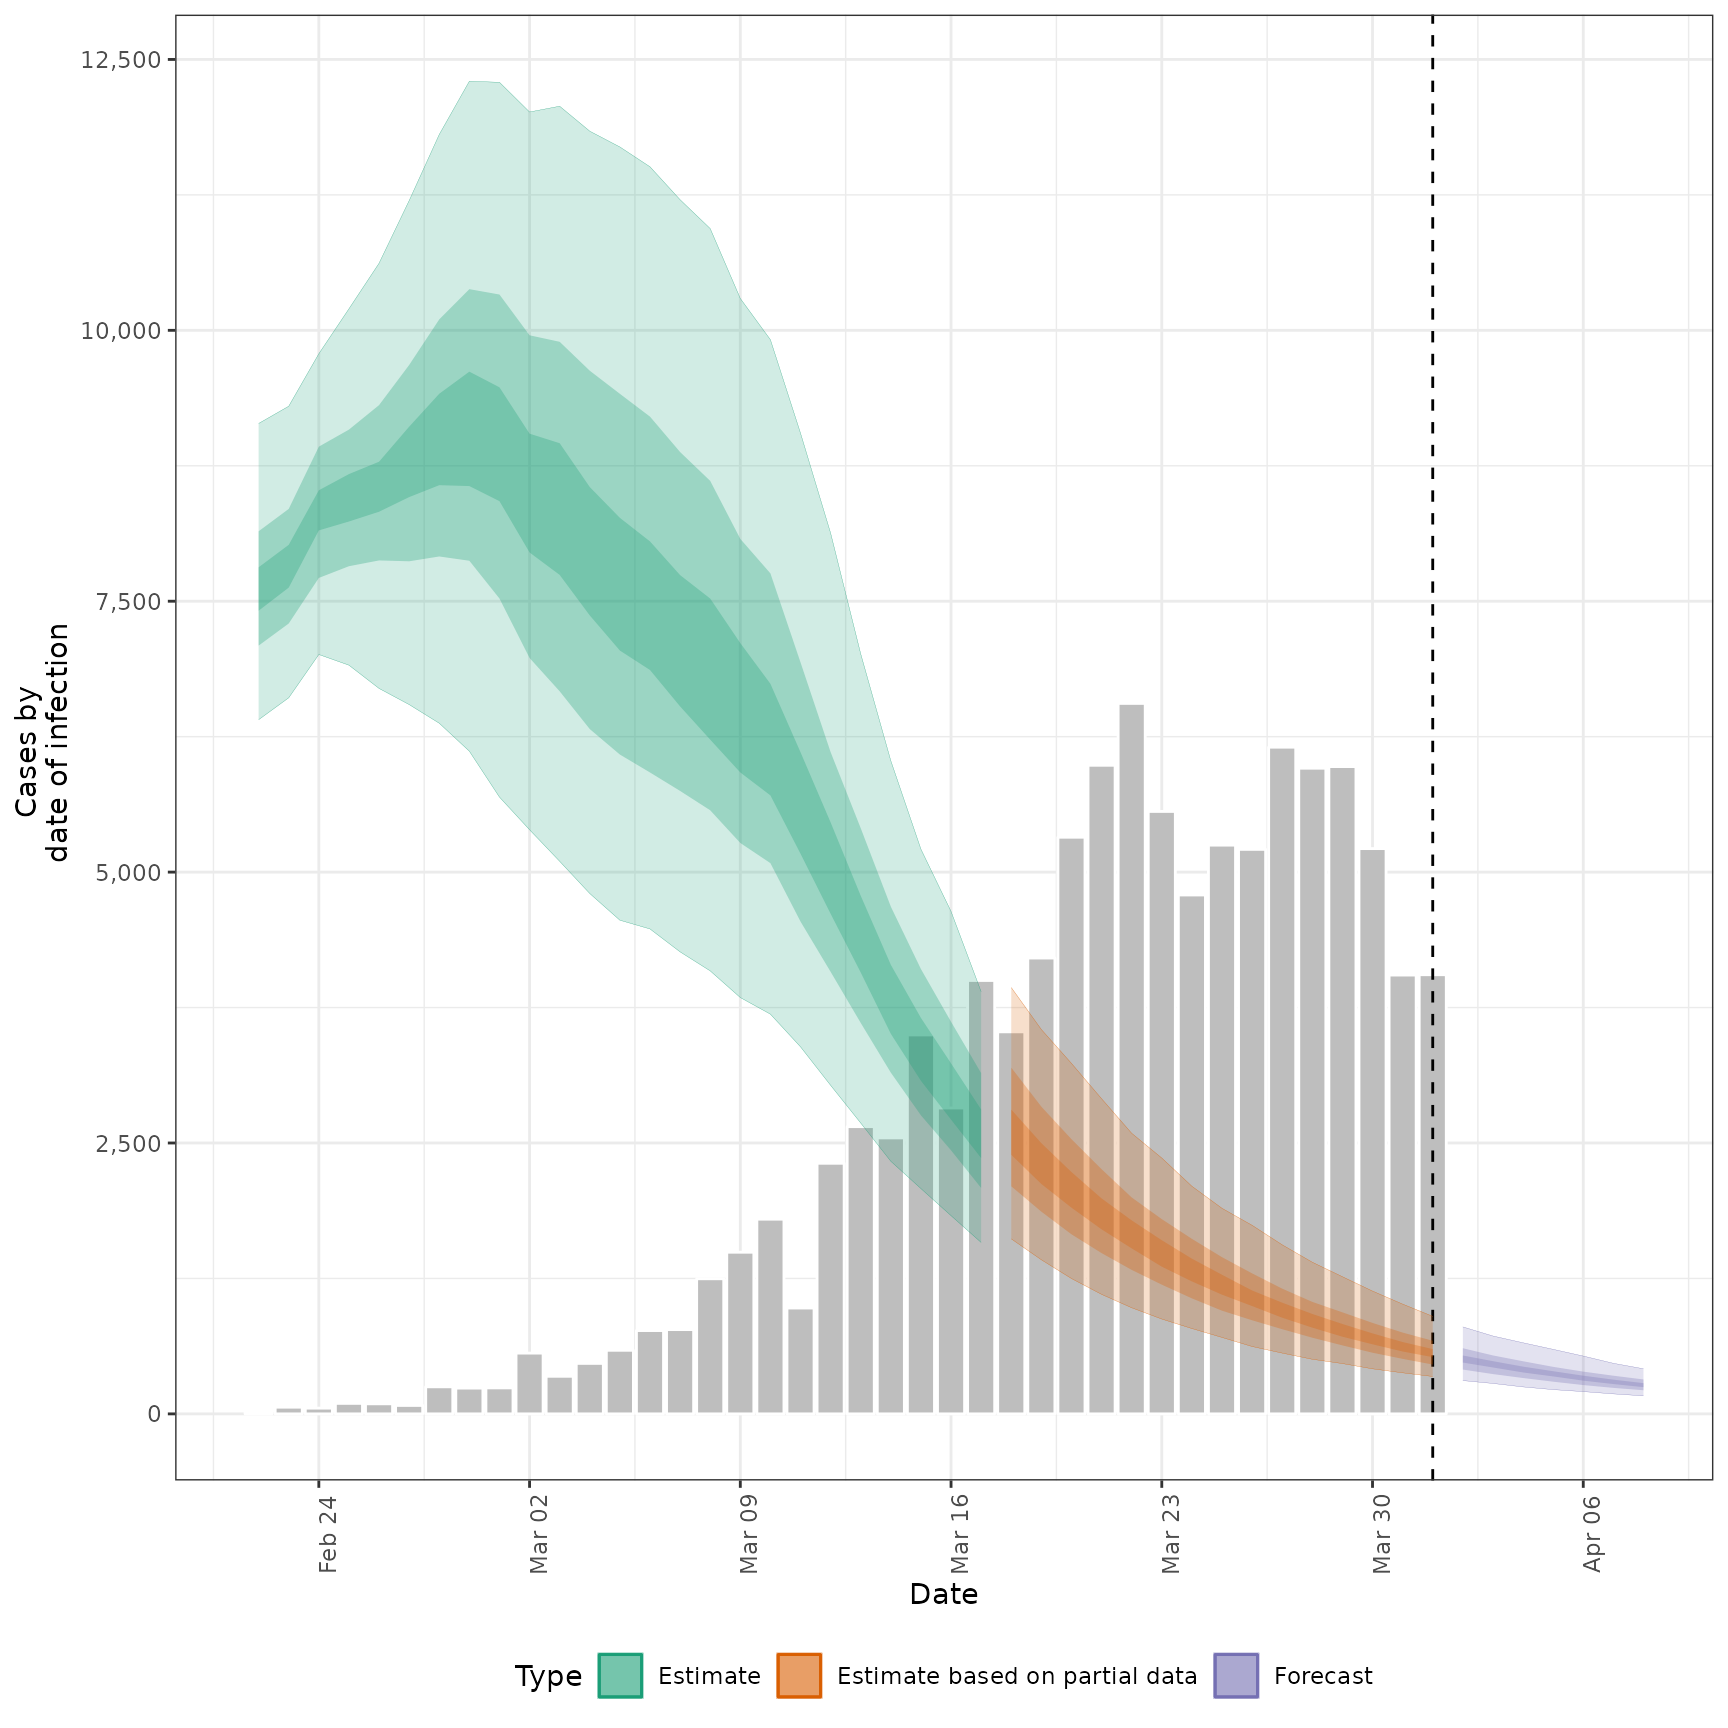 12,500
10,000
7,500
5,000
2,500
0
Cases by
date of infection
Feb 24
Mar 02
Mar 09
Mar 16
Mar 23
Mar 30
Apr 06
Date
Type
Estimate
Estimate based on partial data
Forecast